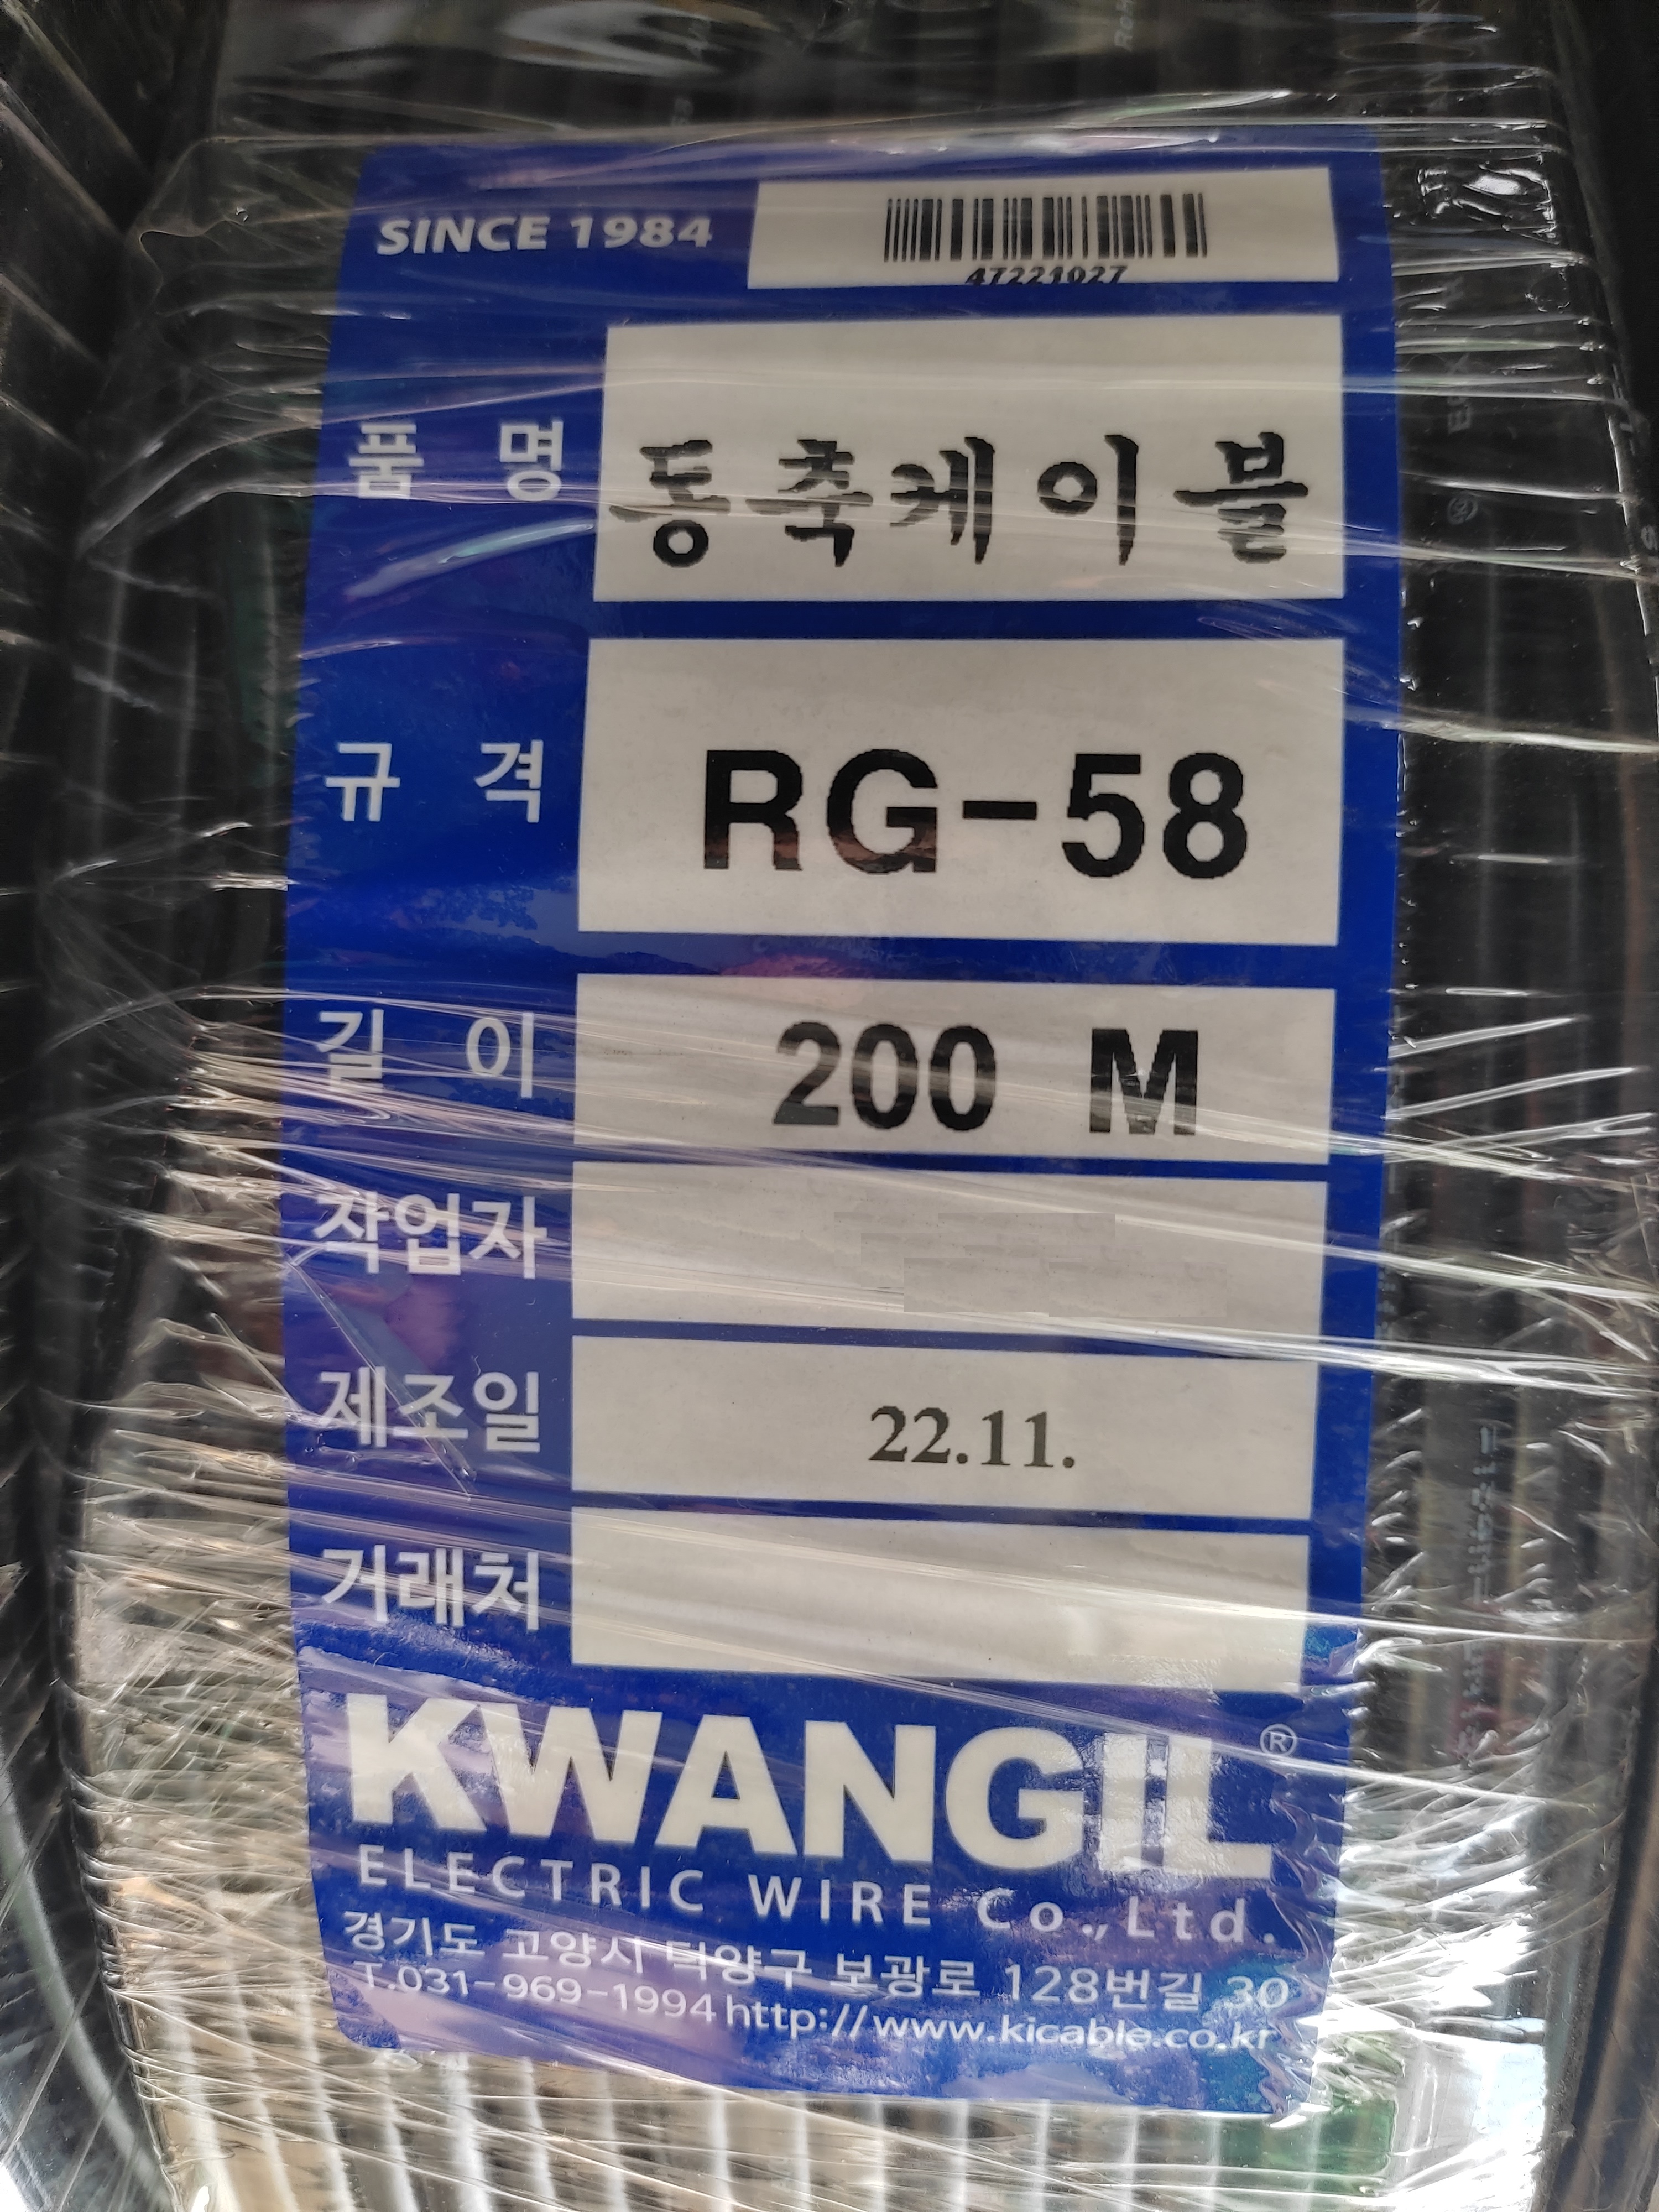 SINCE 1984
47221027
품 명 동축케이블
규 격 RG-58
길 이 200 M
작업자
제조일 22.11.
거래처
KWANGIL®
ELECTRIC WIRE Co., Ltd.
경기도 고양시 덕양구 보광로 128번길 30
T.031-969-1994 http://www.kicable.co.kr